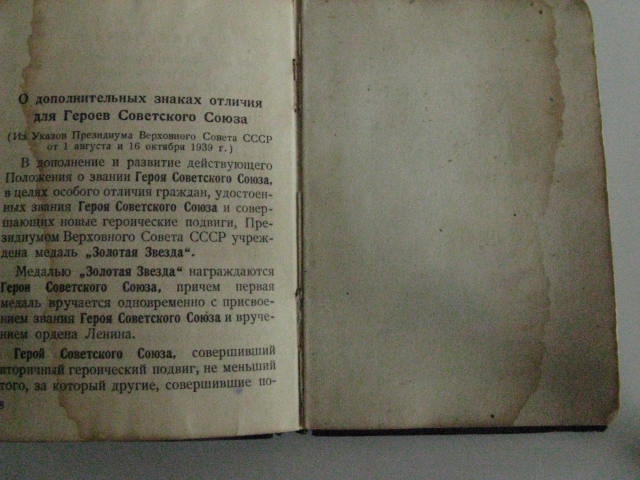 О дополнительных знаках отличия
для Героев Советского Союза
(Из Указов Президиума Верховного Совета СССР
от 1 августа и 16 октября 1939 г.)
В дополнение и развитие действующего
Положения о звании Героя Советского Союза,
в целях особого отличия граждан, удостоен-
ных звания Героя Советского Союза и совер-
шающих новые героические подвиги, Пре-
зидиумом Верховного Совета СССР учреж-
дена медаль „Золотая Звезда“.
Медалью „Золотая Звезда“ награждаются
Герои Советского Союза, причем первая
медаль вручается одновременно с присвое-
нием звания Героя Советского Союза и вруче-
нием ордена Ленина.
Герой Советского Союза, совершивший
вторичный героический подвиг, не меньший
того, за который другие, совершившие по-
8